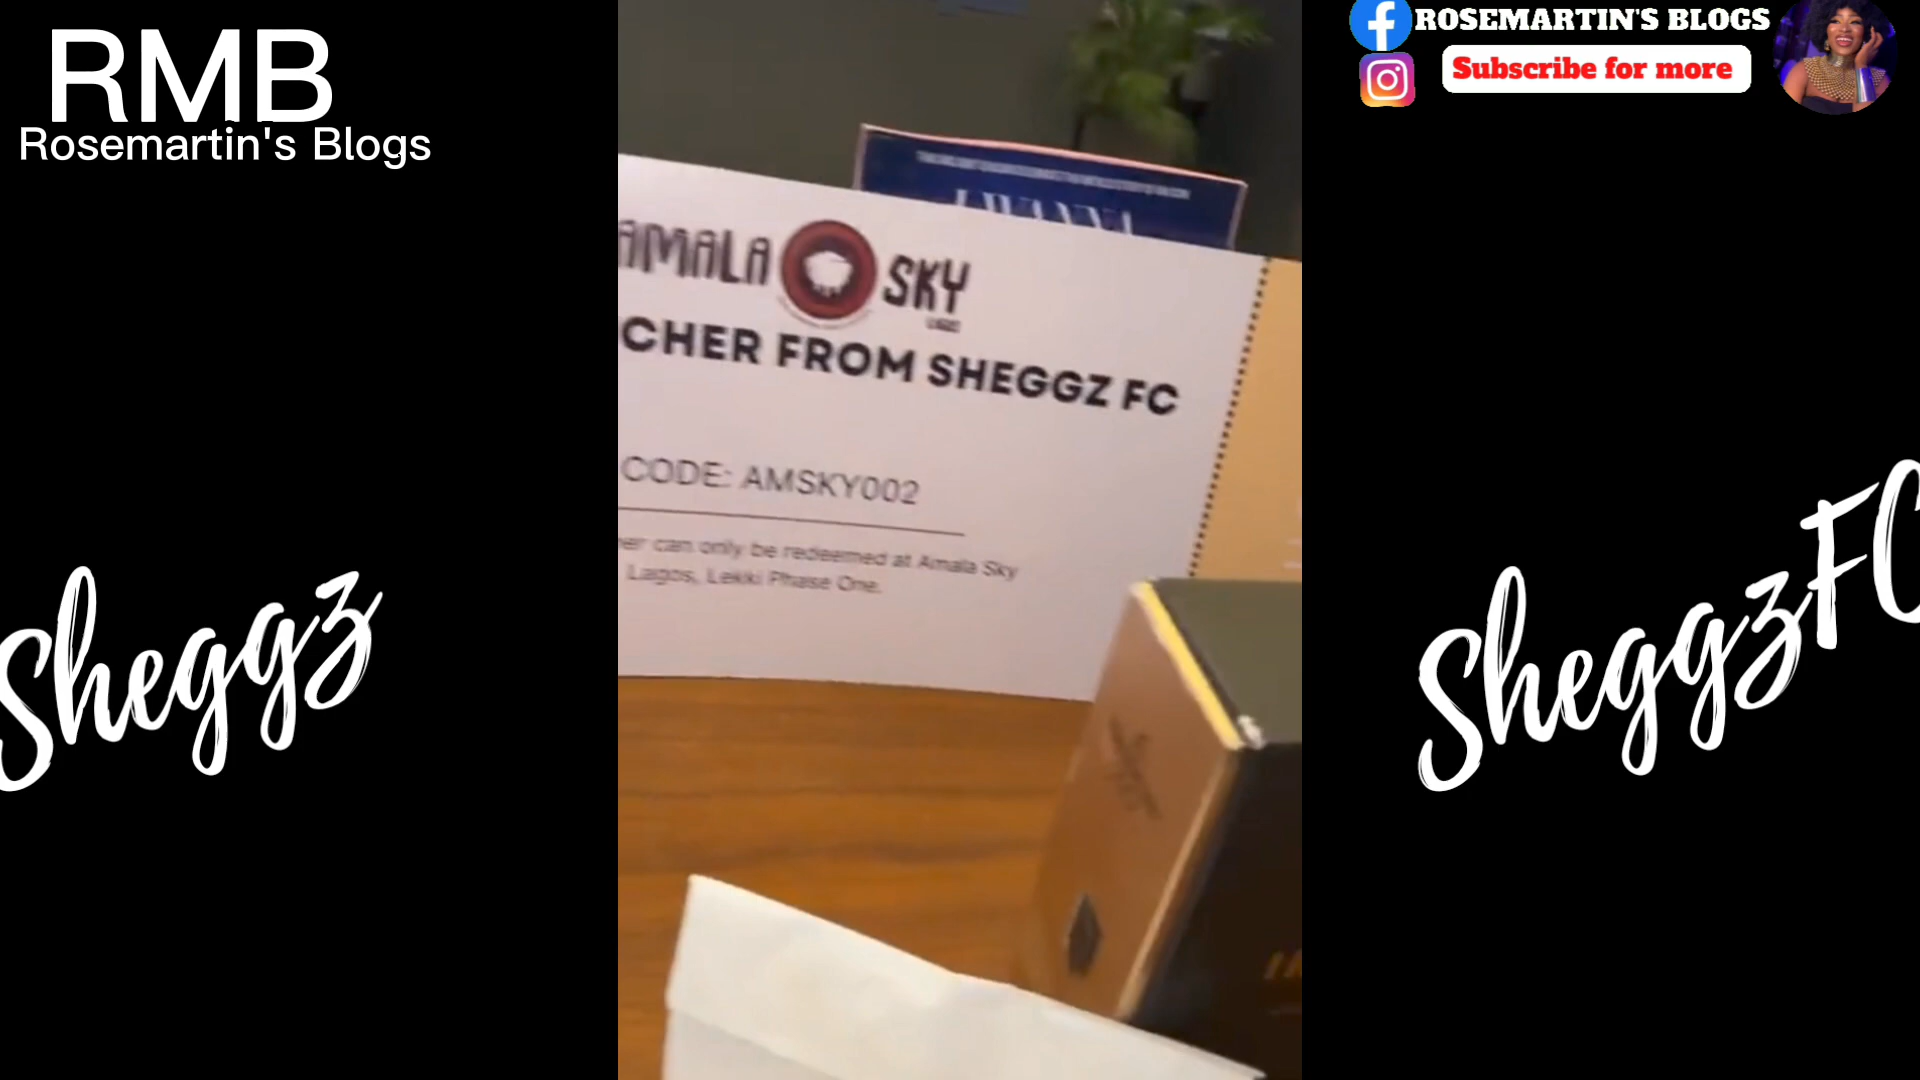 RMB
Rosemartin's Blogs
ROSEMARTIN'S BLOGS
Subscribe for more
AMALA SKY
CHER FROM SHEGGZ FC
CODE: AMSKY002
er can only be redeemed at Amala Sky
Lagos, Lekki Phase One.
Sheggz
SheggzFC